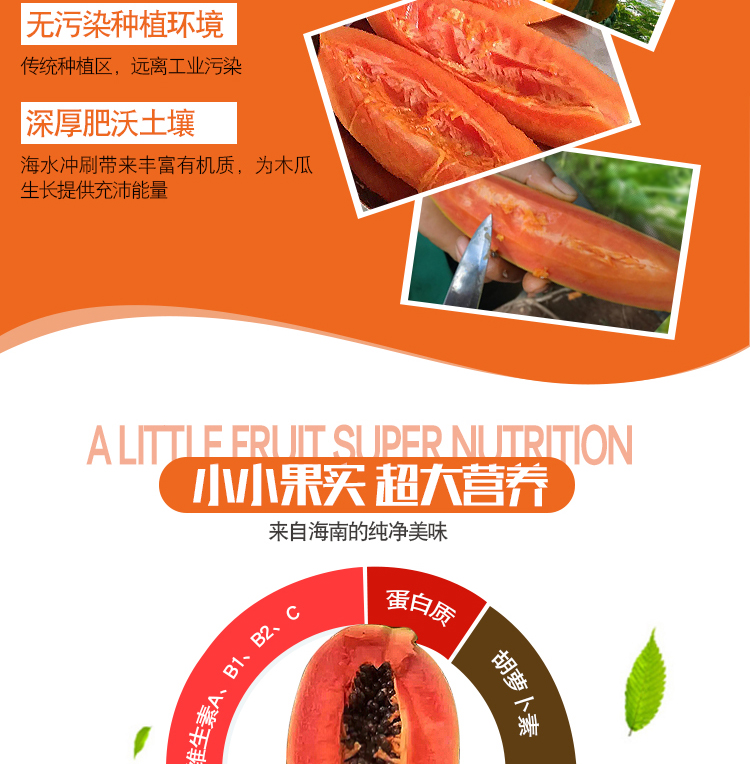 无污染种植环境
传统种植区，远离工业污染
深厚肥沃土壤
海水冲刷带来丰富有机质，为木瓜
生长提供充沛能量
A LITTLE FRUIT SUPER NUTRITION
小小果实 超大营养
来自海南的纯净美味
维生素A、B1、B2、C
蛋白质
胡萝卜素